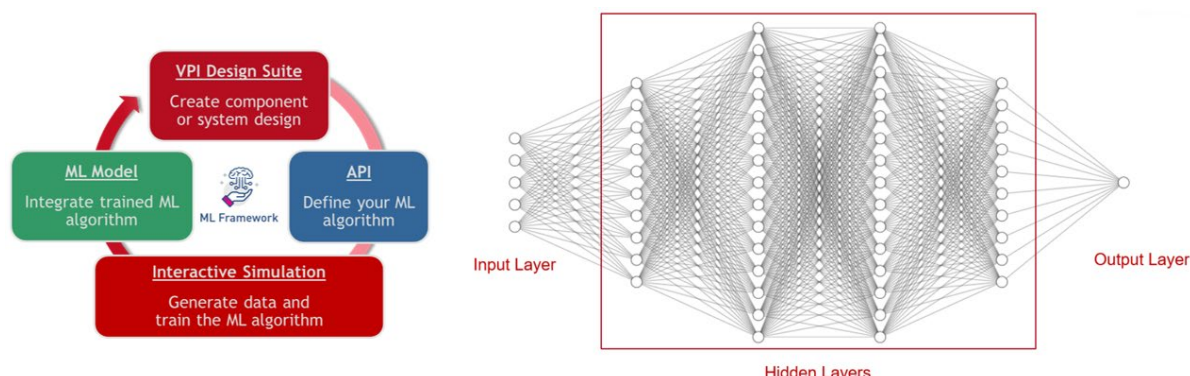 VPI Design Suite
Create component
or system design
ML Model
Integrate trained ML
algorithm
ML Framework
API
Define your ML
algorithm
Interactive Simulation
Generate data and
train the ML algorithm
Input Layer
Hidden Layers
Output Layer